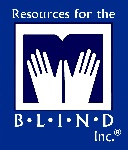 Resources for the
B•L•I•N•D
Inc.®